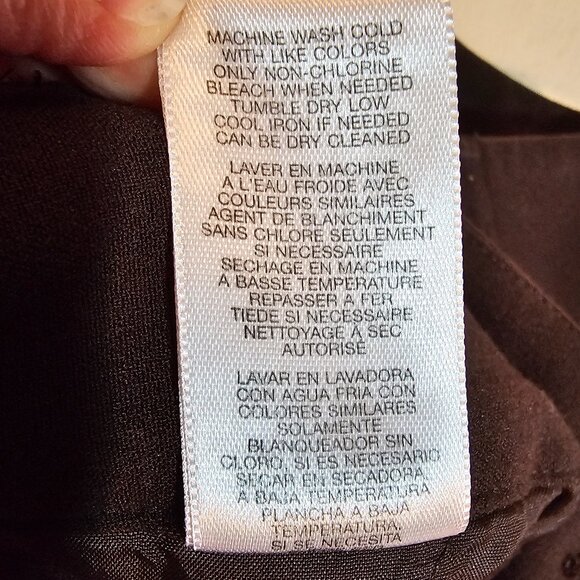 MACHINE WASH COLD
WITH LIKE COLORS
ONLY NON-CHLORINE
BLEACH WHEN NEEDED
TUMBLE DRY LOW
COOL IRON IF NEEDED
CAN BE DRY CLEANED
LAVER EN MACHINE
A L'EAU FROIDE AVEC
COULEURS SIMILAIRES
AGENT DE BLANCHIMENT
SANS CHLORE SEULEMENT
SI NECESSAIRE
SECHAGE EN MACHINE
A BASSE TEMPERATURE
REPASSER A FER
TIEDE SI NECESSAIRE
NETTOYAGE A SEC
AUTORISE
LAVAR EN LAVADORA
CON AGUA FRIA CON
COLORES SIMILARES
SOLAMENTE
BLANQUEADOR SIN
CLORO, SI ES NECESARIO
SECAR EN SECADORA
A BAJA TEMPERATURA
PLANCHA A BAJA
TEMPERATURA,
SI SE NECESITA